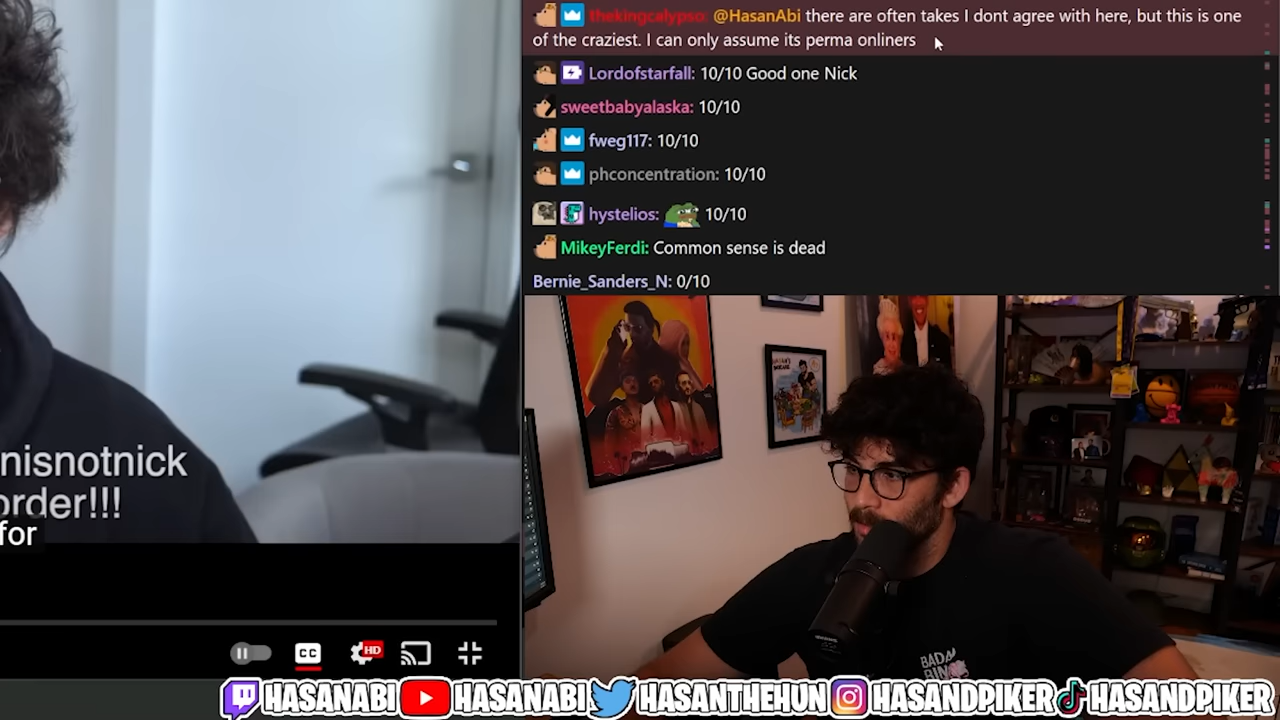 thekingcalypso: @HasanAbi there are often takes I dont agree with here, but this is one
of the craziest. I can only assume its perma onliners
Lordofstarfall: 10/10 Good one Nick
sweetbabyalaska: 10/10
fweg117: 10/10
phconcentration: 10/10
hystelios: 10/10
MikeyFerdi: Common sense is dead
Bernie_Sanders_N: 0/10
nisnotnick
order!!!
for
CC
HD
BAD
HASANABI HASANABI HASANTHEHUN HASANDPIKER HASANDPIKER